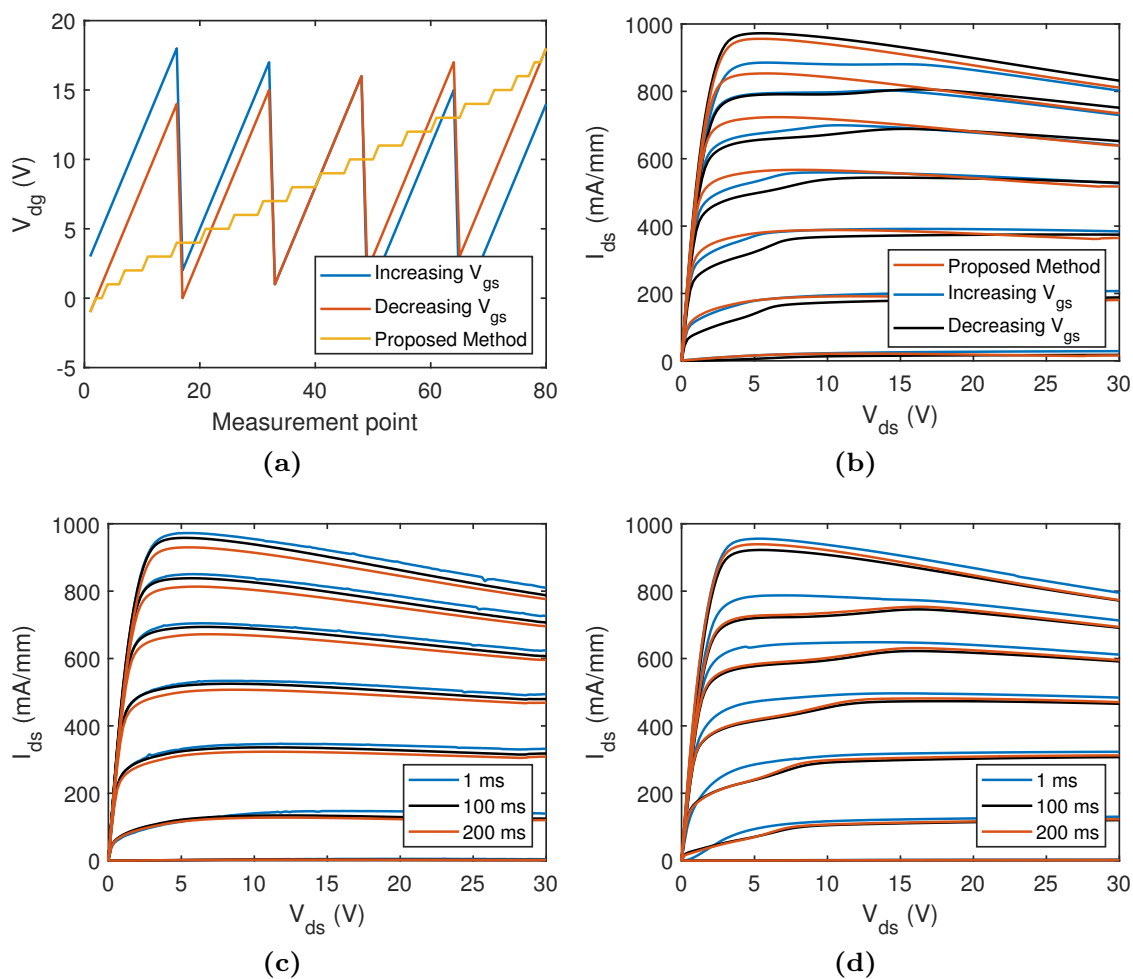 20
15
10
5
0
-5
V_dg (V)
0 20 40 60 80
Measurement point
Increasing V_gs
Decreasing V_gs
Proposed Method
(a)
1000
800
600
400
200
0
I_ds (mA/mm)
0 5 10 15 20 25 30
V_ds (V)
Proposed Method
Increasing V_gs
Decreasing V_gs
(b)
1000
800
600
400
200
0
I_ds (mA/mm)
0 5 10 15 20 25 30
V_ds (V)
1 ms
100 ms
200 ms
(c)
1000
800
600
400
200
0
I_ds (mA/mm)
0 5 10 15 20 25 30
V_ds (V)
1 ms
100 ms
200 ms
(d)